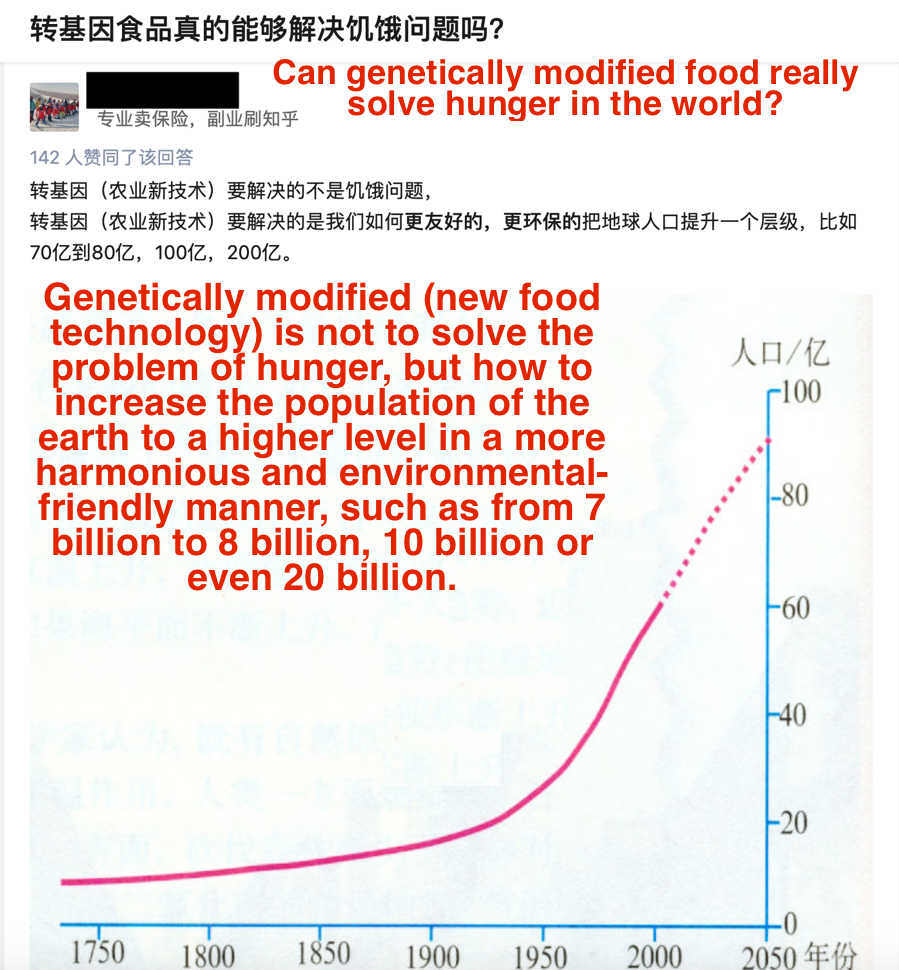 转基因食品真的能够解决饥饿问题吗?
Can genetically modified food really
solve hunger in the world?
专业卖保险，副业刷知乎
142 人赞同了该回答
转基因（农业新技术）要解决的不是饥饿问题，
转基因（农业新技术）要解决的是我们如何更友好的，更环保的把地球人口提升一个层级，比如
70亿到80亿，100亿，200亿。
Genetically modified (new food
technology) is not to solve the
problem of hunger, but how to
increase the population of the
earth to a higher level in a more
harmonious and environmental-
friendly manner, such as from 7
billion to 8 billion, 10 billion or
even 20 billion.
人口/亿
100
80
60
40
20
0
1750 1800 1850 1900 1950 2000 2050 年份